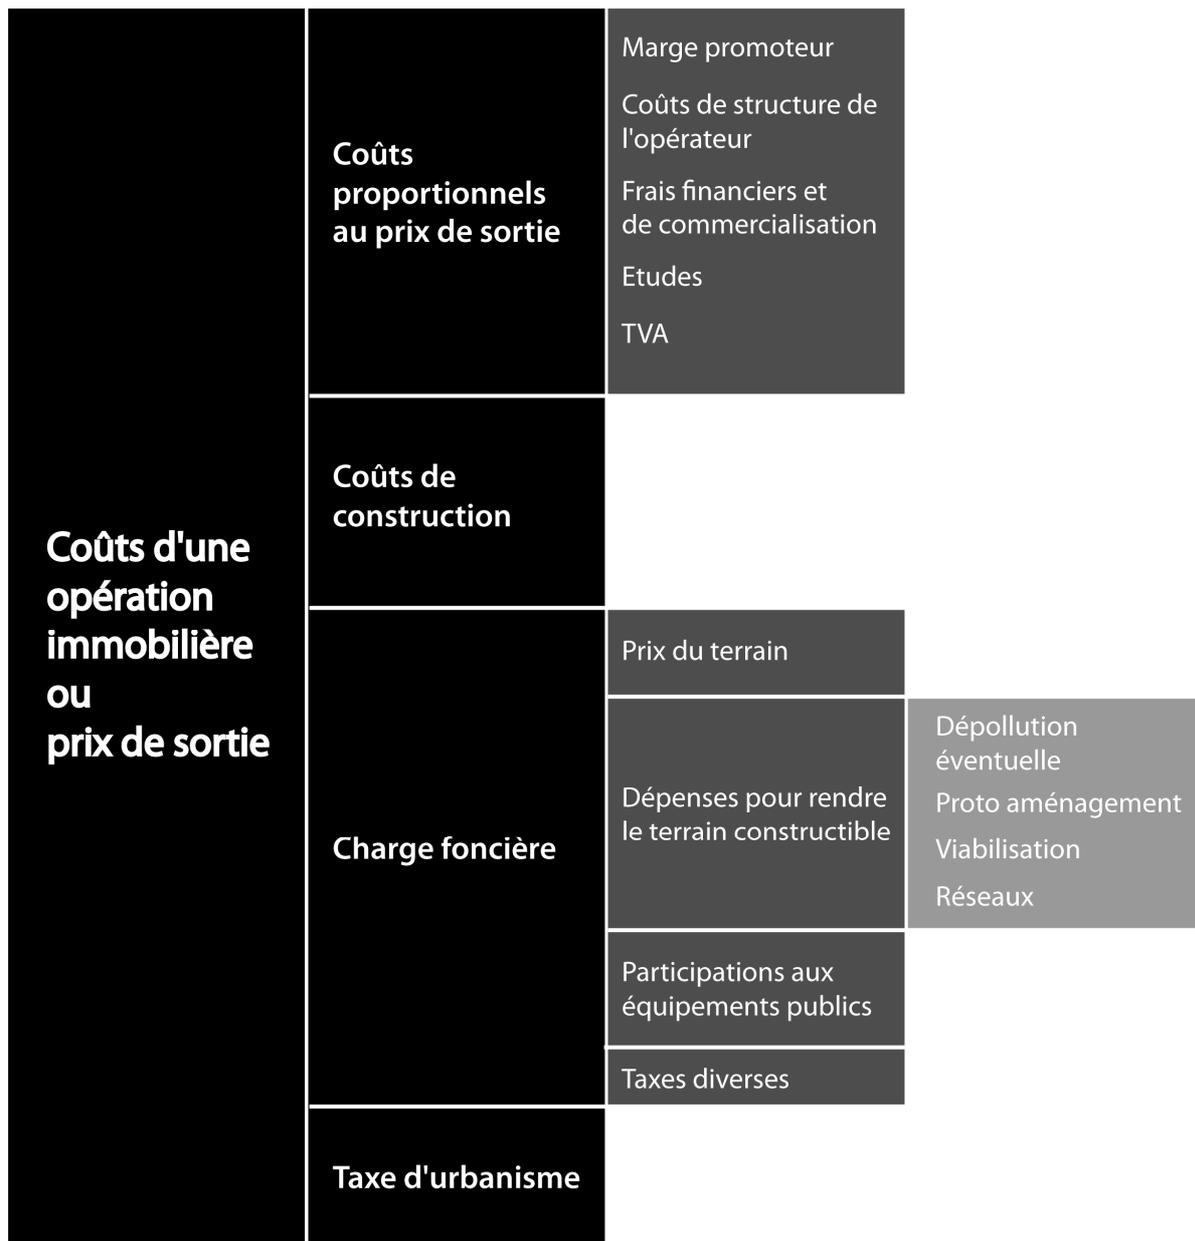 Coûts d'une
opération
immobilière
ou
prix de sortie
Coûts
proportionnels
au prix de sortie
Marge promoteur
Coûts de structure de
l'opérateur
Frais financiers et
de commercialisation
Etudes
TVA
Coûts de
construction
Charge foncière
Prix du terrain
Dépenses pour rendre
le terrain constructible
Dépollution
éventuelle
Proto aménagement
Viabilisation
Réseaux
Participations aux
équipements publics
Taxes diverses
Taxe d'urbanisme